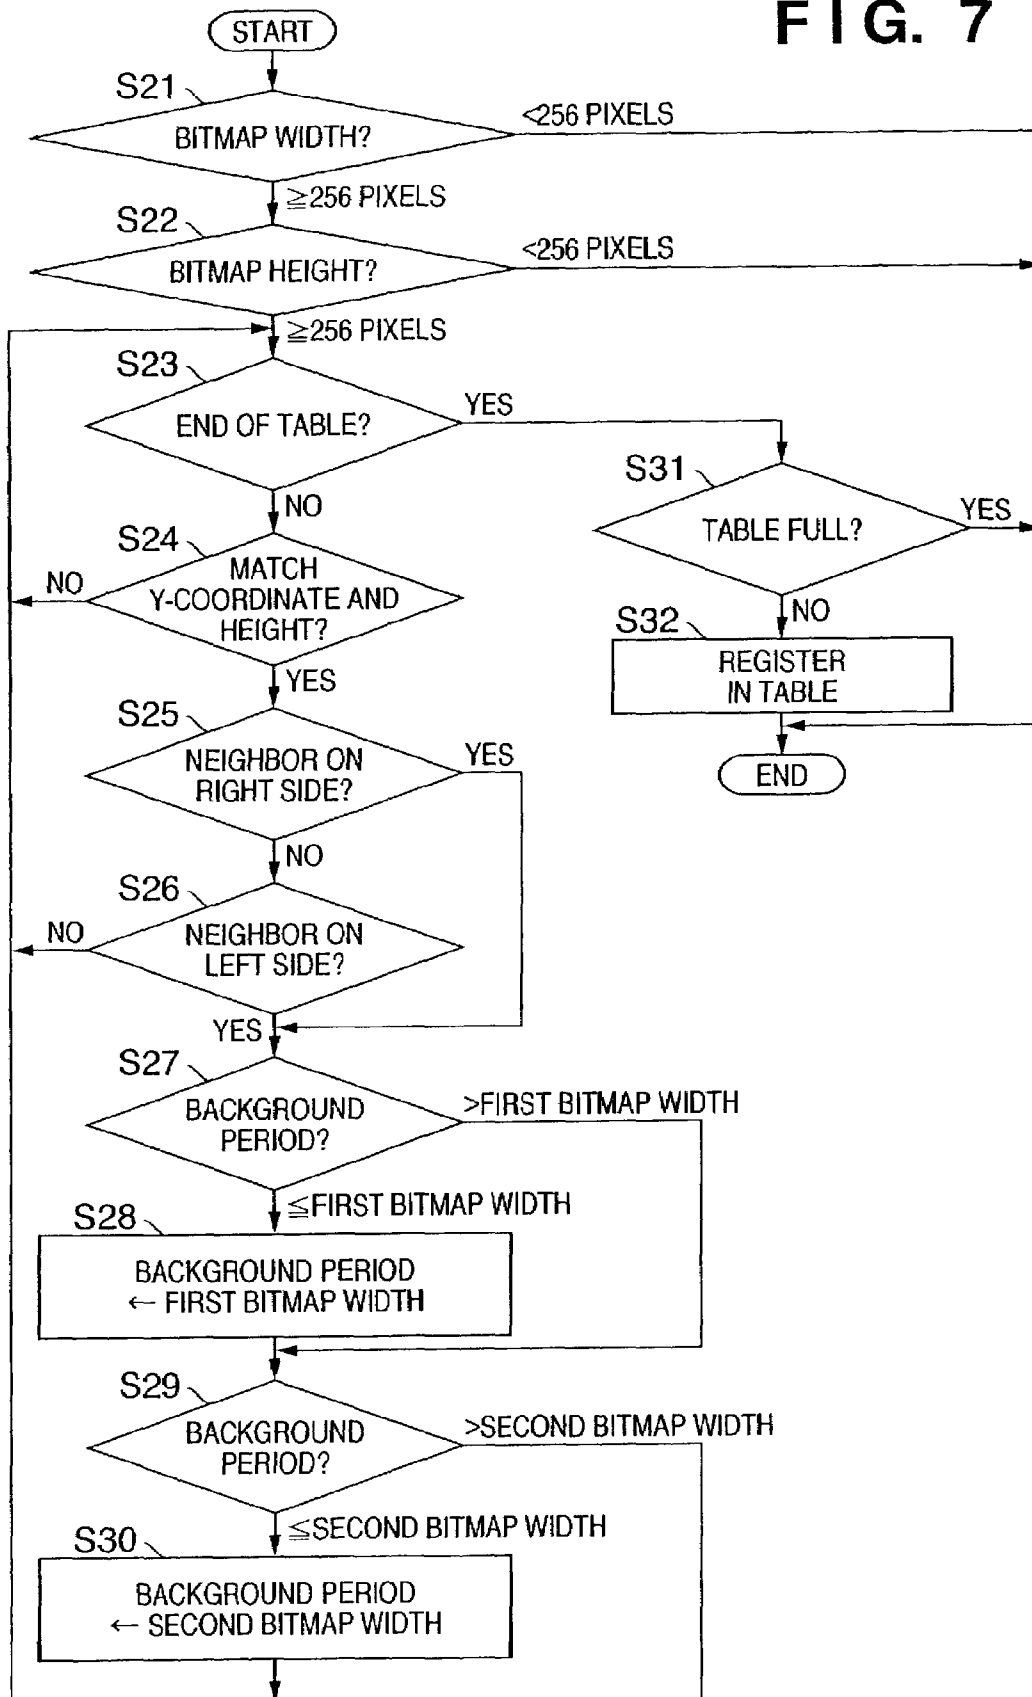 FIG. 7
START
S21
BITMAP WIDTH?
<256 PIXELS
≧256 PIXELS
S22
BITMAP HEIGHT?
<256 PIXELS
≧256 PIXELS
S23
END OF TABLE?
YES
NO
S31
TABLE FULL?
YES
NO
S32
REGISTER
IN TABLE
END
S24
MATCH
Y-COORDINATE AND
HEIGHT?
NO
YES
S25
NEIGHBOR ON
RIGHT SIDE?
YES
NO
S26
NEIGHBOR ON
LEFT SIDE?
NO
YES
S27
BACKGROUND
PERIOD?
>FIRST BITMAP WIDTH
≦FIRST BITMAP WIDTH
S28
BACKGROUND PERIOD
← FIRST BITMAP WIDTH
S29
BACKGROUND
PERIOD?
>SECOND BITMAP WIDTH
≦SECOND BITMAP WIDTH
S30
BACKGROUND PERIOD
← SECOND BITMAP WIDTH